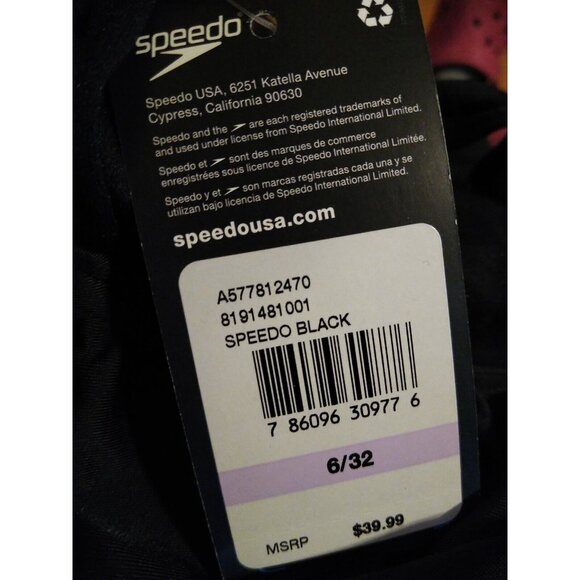 speedo
Speedo USA, 6251 Katella Avenue
Cypress, California 90630
Speedo and the are each registered trademarks of
and used under license from Speedo International Limited.
Speedo et sont des marques de commerce
enregistrées sous licence de Speedo International Limitée.
Speedo y et son marcas registradas cada una y se
utilizan bajo licencia de Speedo International Limited.
speedousa.com
A577812470
8191481001
SPEEDO BLACK
7 86096 30977 6
6/32
MSRP $39.99